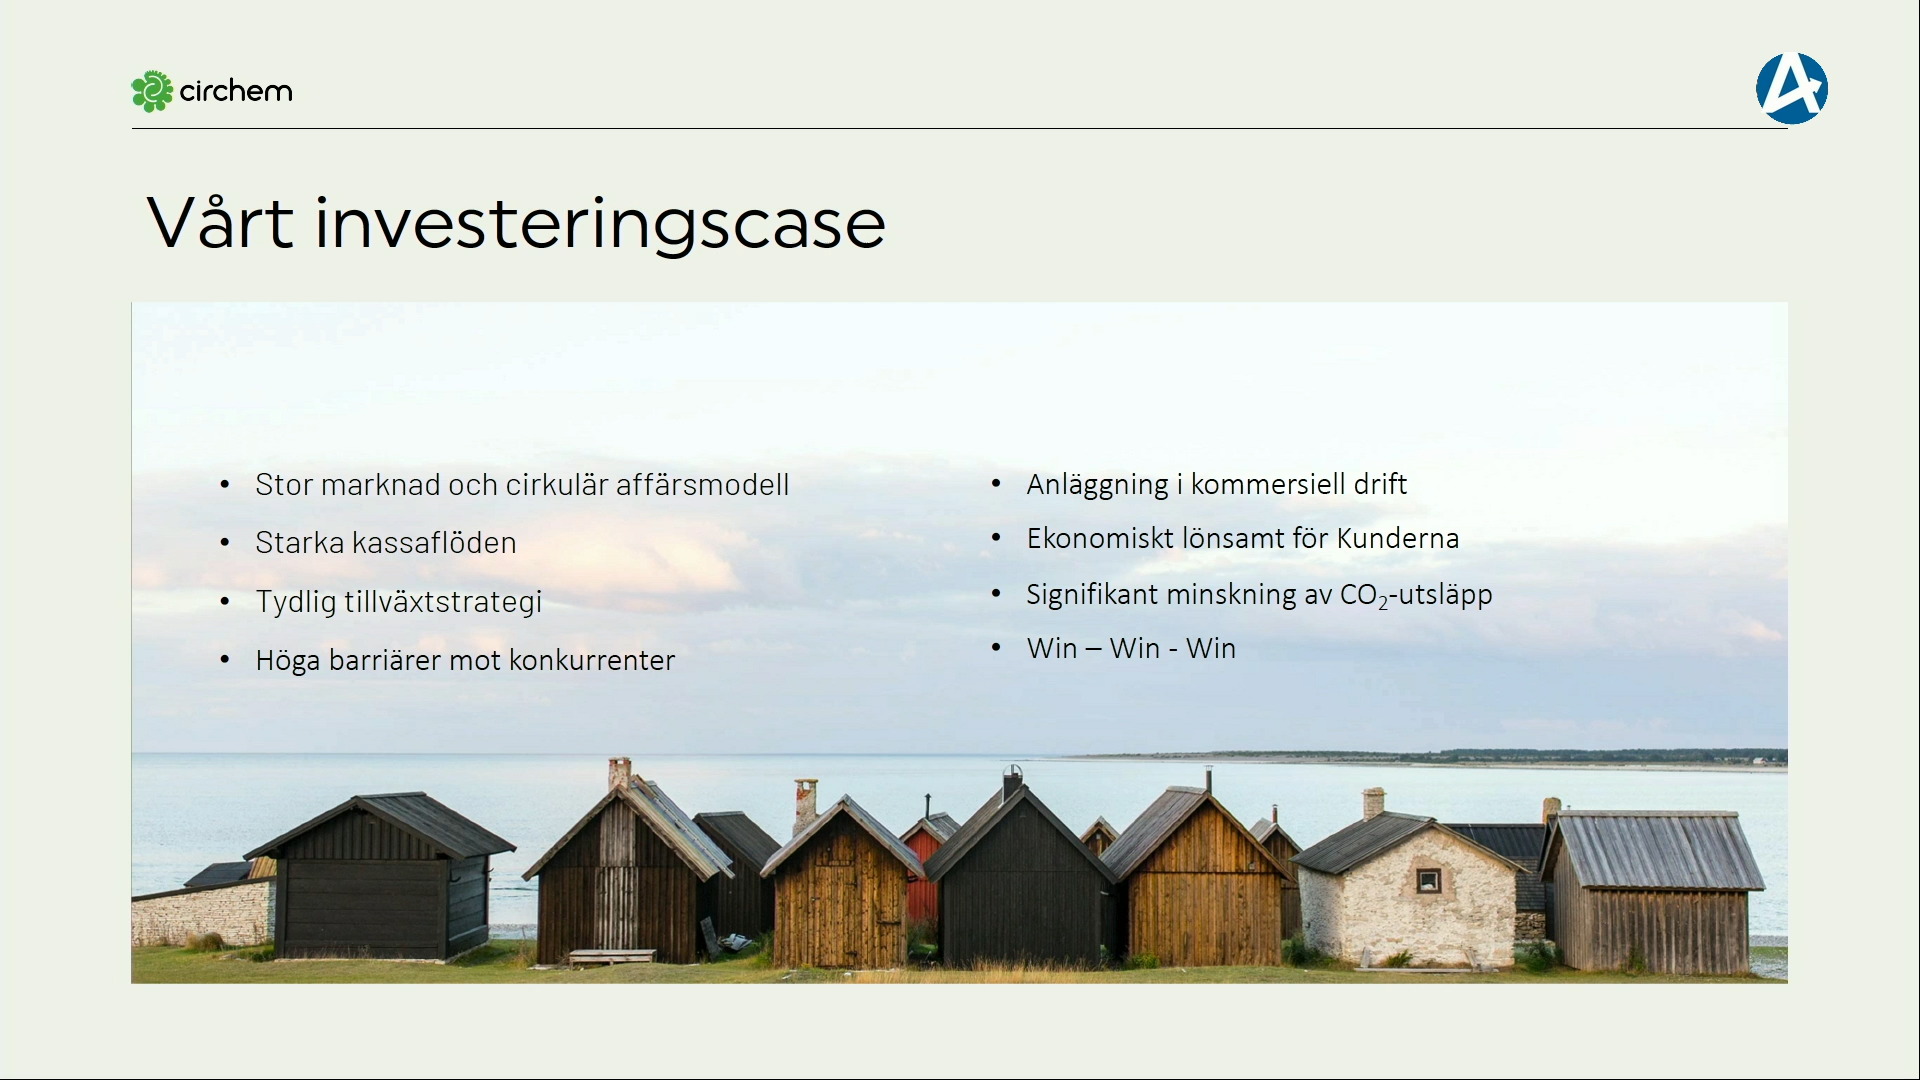 circhem
Vårt investeringscase
• Stor marknad och cirkulär affärsmodell
• Starka kassaflöden
• Tydlig tillväxtstrategi
• Höga barriärer mot konkurrenter
• Anläggning i kommersiell drift
• Ekonomiskt lönsamt för Kunderna
• Signifikant minskning av CO₂-utsläpp
• Win – Win - Win